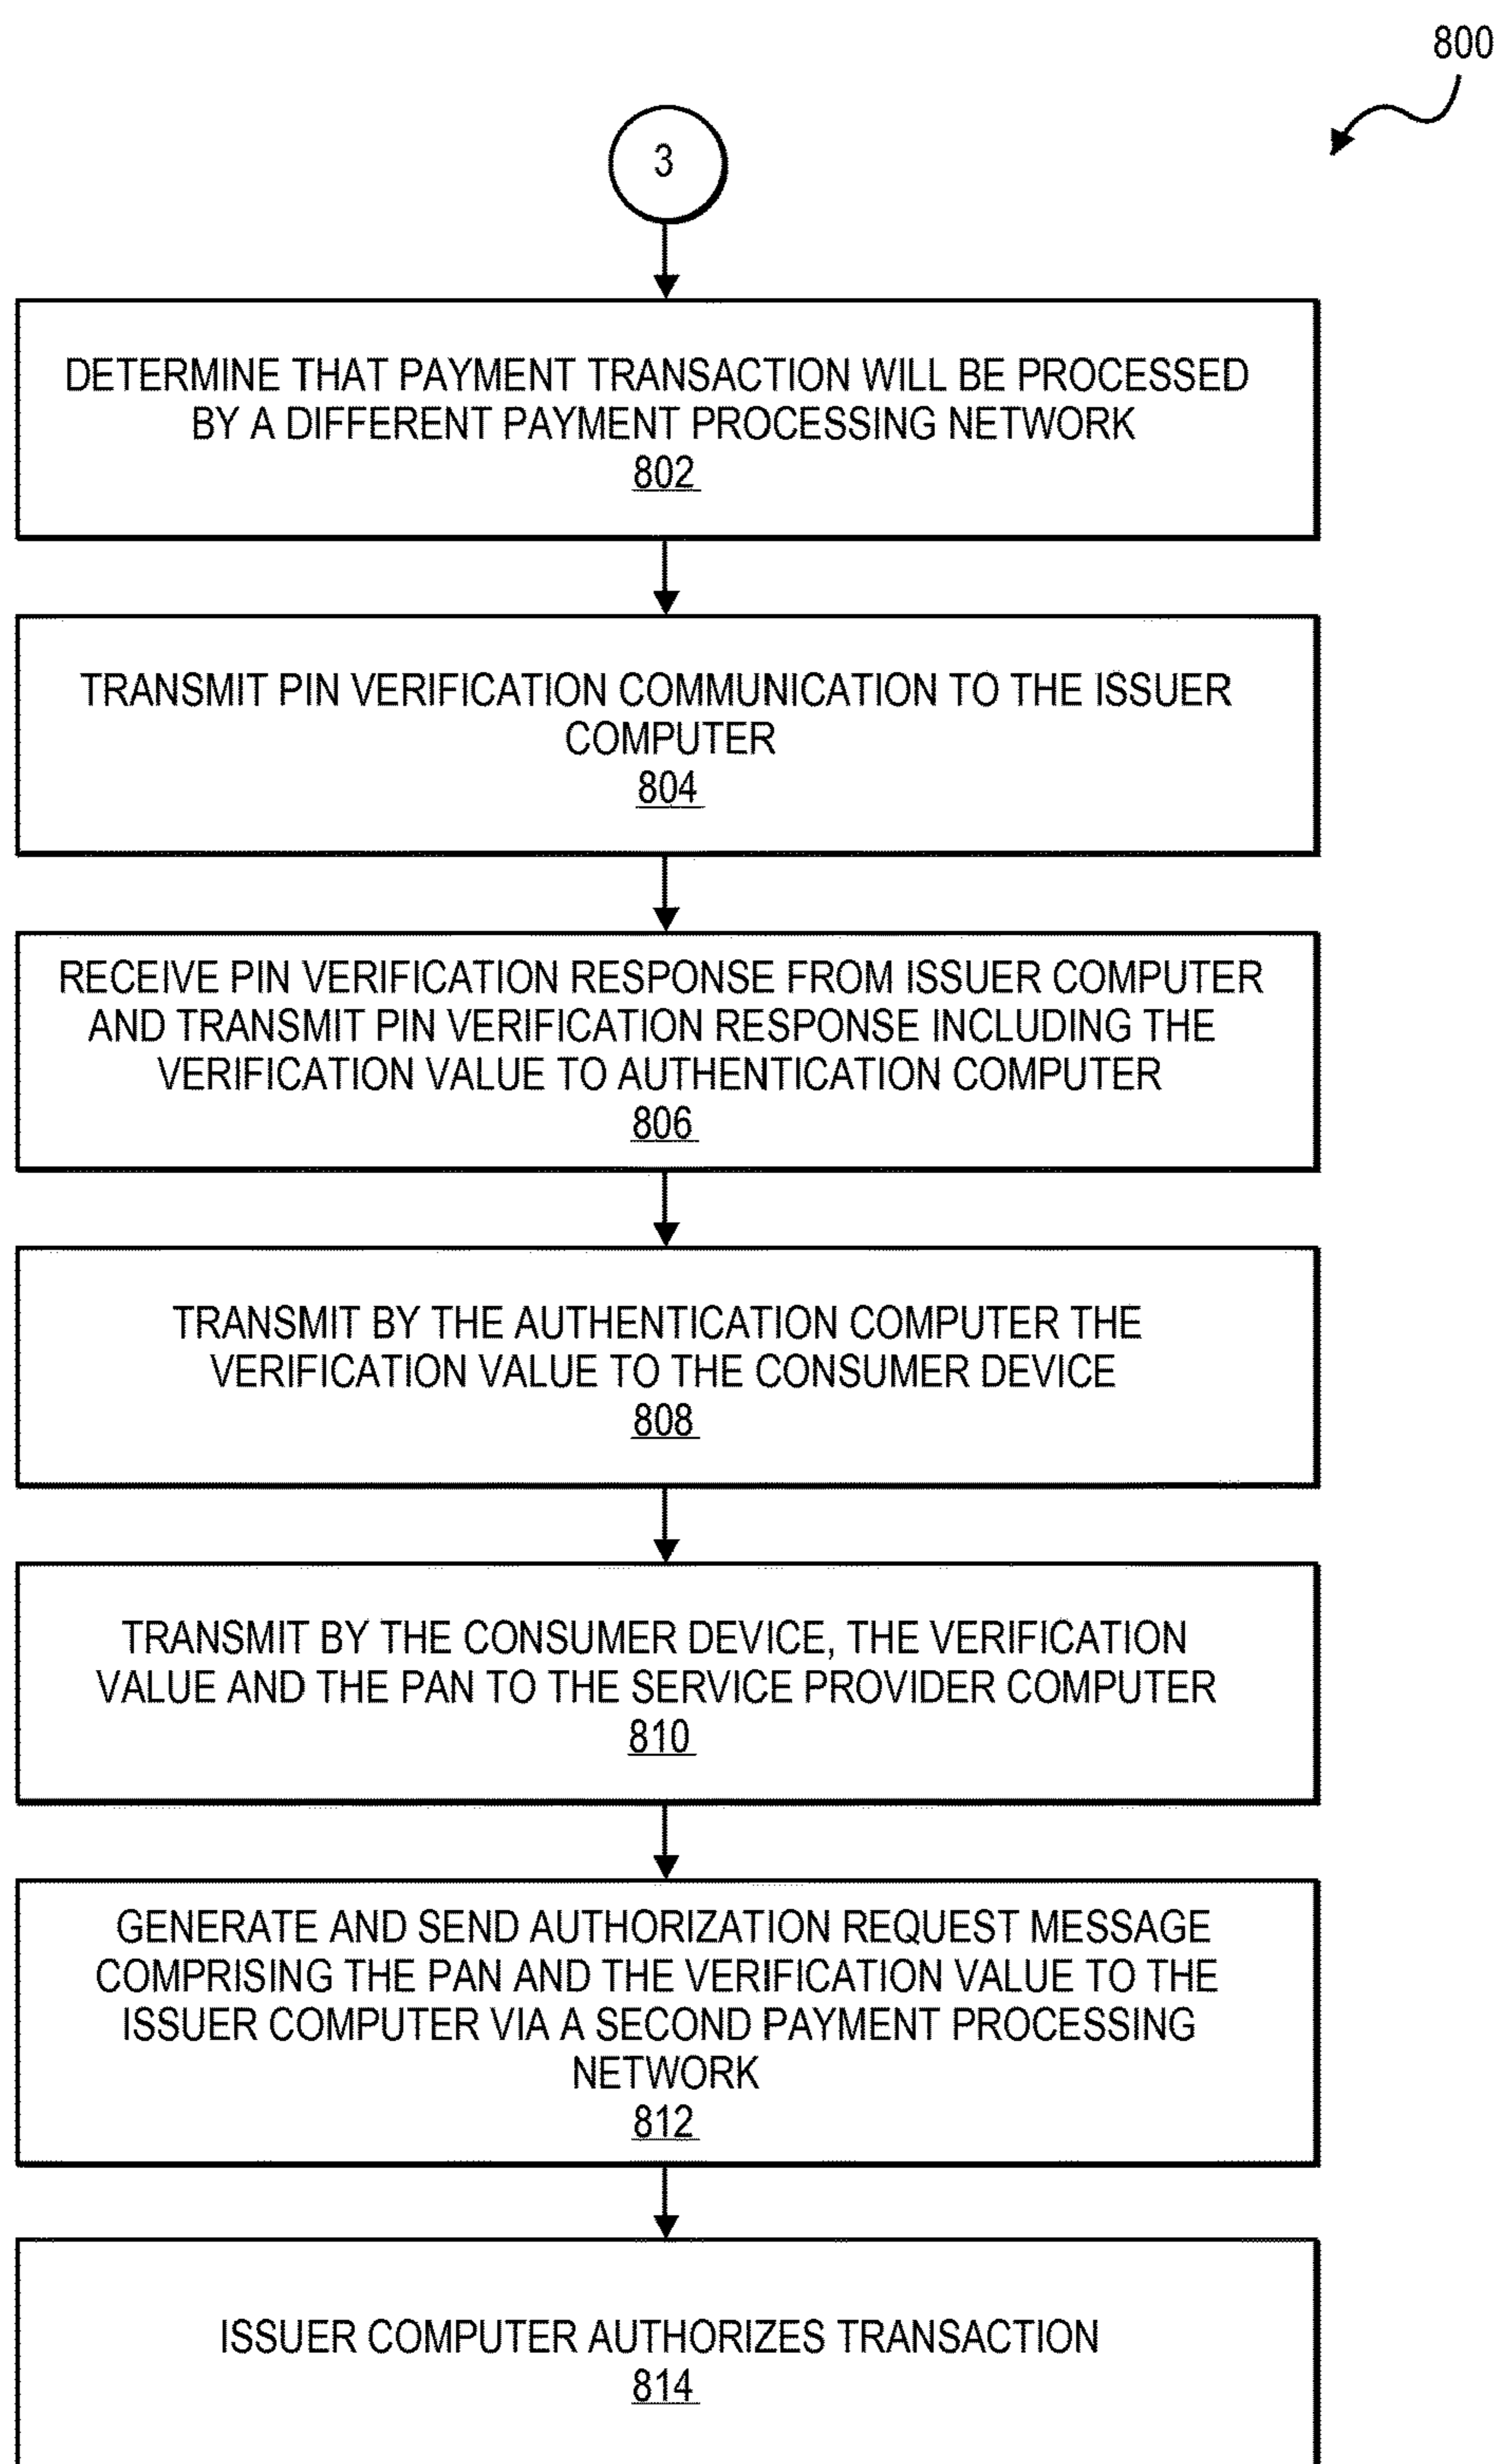 800
3
DETERMINE THAT PAYMENT TRANSACTION WILL BE PROCESSED
BY A DIFFERENT PAYMENT PROCESSING NETWORK
802
TRANSMIT PIN VERIFICATION COMMUNICATION TO THE ISSUER
COMPUTER
804
RECEIVE PIN VERIFICATION RESPONSE FROM ISSUER COMPUTER
AND TRANSMIT PIN VERIFICATION RESPONSE INCLUDING THE
VERIFICATION VALUE TO AUTHENTICATION COMPUTER
806
TRANSMIT BY THE AUTHENTICATION COMPUTER THE
VERIFICATION VALUE TO THE CONSUMER DEVICE
808
TRANSMIT BY THE CONSUMER DEVICE, THE VERIFICATION
VALUE AND THE PAN TO THE SERVICE PROVIDER COMPUTER
810
GENERATE AND SEND AUTHORIZATION REQUEST MESSAGE
COMPRISING THE PAN AND THE VERIFICATION VALUE TO THE
ISSUER COMPUTER VIA A SECOND PAYMENT PROCESSING
NETWORK
812
ISSUER COMPUTER AUTHORIZES TRANSACTION
814